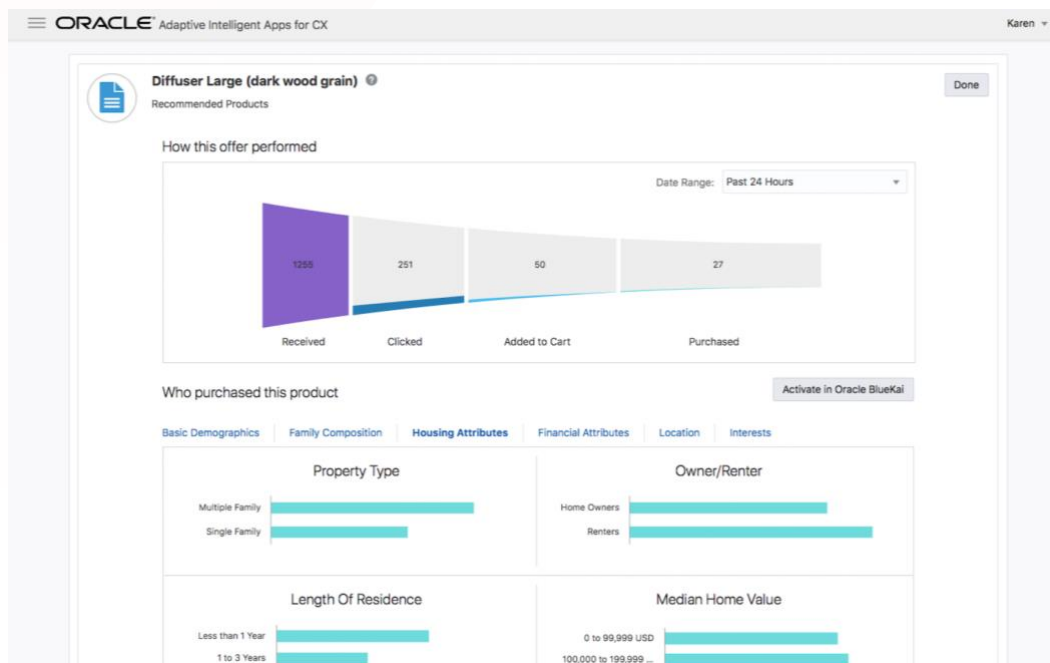 ORACLE® Adaptive Intelligent Apps for CX
Karen
Diffuser Large (dark wood grain) ?
Recommended Products
Done
How this offer performed
Date Range: Past 24 Hours
1255 251 50 27
Received Clicked Added to Cart Purchased
Who purchased this product
Activate in Oracle BlueKai
Basic Demographics Family Composition Housing Attributes Financial Attributes Location Interests
Property Type
Multiple Family
Single Family
Owner/Renter
Home Owners
Renters
Length Of Residence
Less than 1 Year
1 to 3 Years
Median Home Value
0 to 99,999 USD
100,000 to 199,999 ...